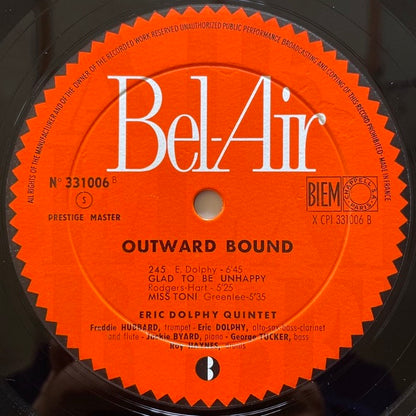 ALL RIGHTS OF THE MANUFACTURER AND OF THE OWNER OF THE RECORDED WORK RESERVED UNAUTHORIZED PUBLIC PERFORMANCE BROADCASTING AND COPYING OF THIS RECORD PROHIBITED MADE IN FRANCE
Bel-Air
N° 331006 B
S
PRESTIGE MASTER
BIEM
CHAPPELL S.A.
PARIS
X CPI 331006 B
OUTWARD BOUND
245 E. Dolphy - 6'45
GLAD TO BE UNHAPPY
Rodgers-Hart - 5'25
MISS TONI Greenlee-5'35
ERIC DOLPHY QUINTET
Freddie HUBBARD, trumpet - Eric DOLPHY, alto-sax-bass-clarinet
and flute - Jackie BYARD, piano - George TUCKER, bass
Roy HAYNES, drums
B